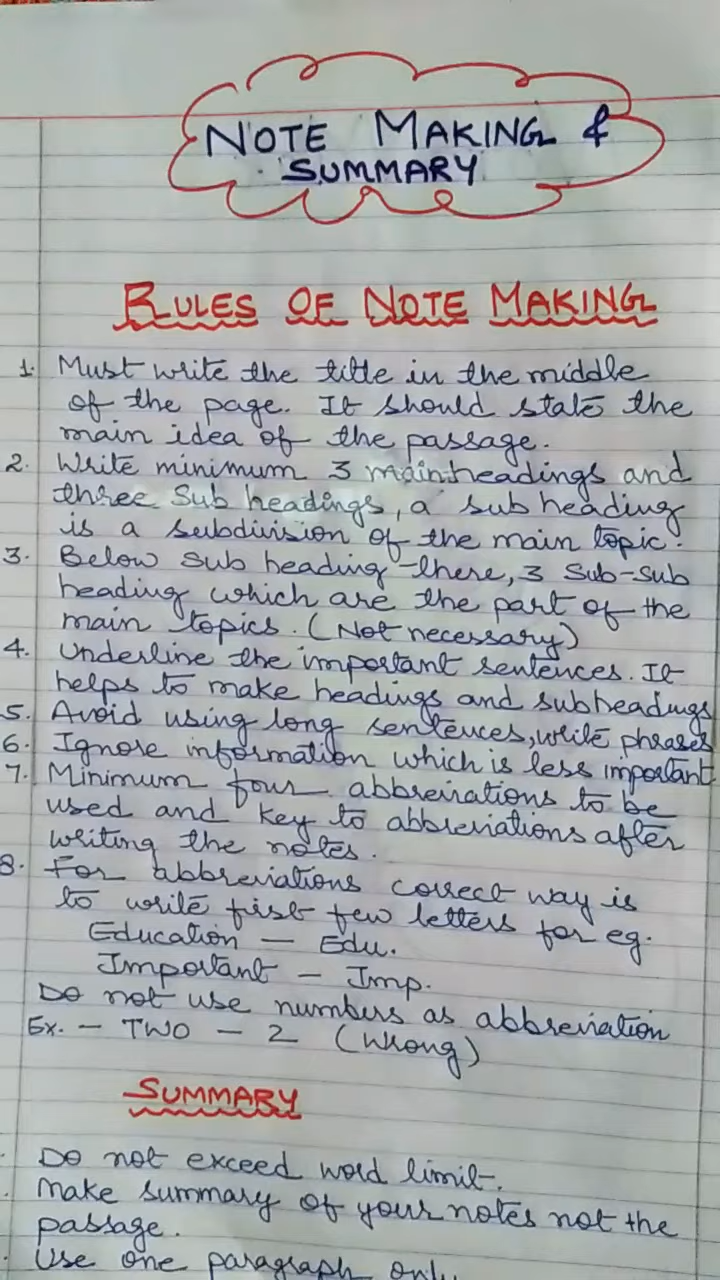 NOTE MAKING &
SUMMARY
RULES OF NOTE MAKING
1. Must write the title in the middle
of the page. It should state the
main idea of the passage.
2. Write minimum 3 main headings and
three Sub headings, a sub heading
is a subdivision of the main topic.
3. Below sub heading there, 3 Sub-sub
heading which are the part of the
main topics. (Not necessary)
4. Underline the important sentences. It
helps to make headings and subheadings
5. Avoid using long sentences, write phrases
6. Ignore information which is less important
7. Minimum four abbreviations to be
used and key to abbreviations after
writing the notes.
8. For abbreviations correct way is
to write first few letters for eg.
Education - Edu.
Important - Imp.
Do not use numbers as abbreviation
Ex. - TWO - 2 (Wrong)
SUMMARY
Do not exceed word limit.
Make summary of your notes not the
passage.
Use one paragraph only